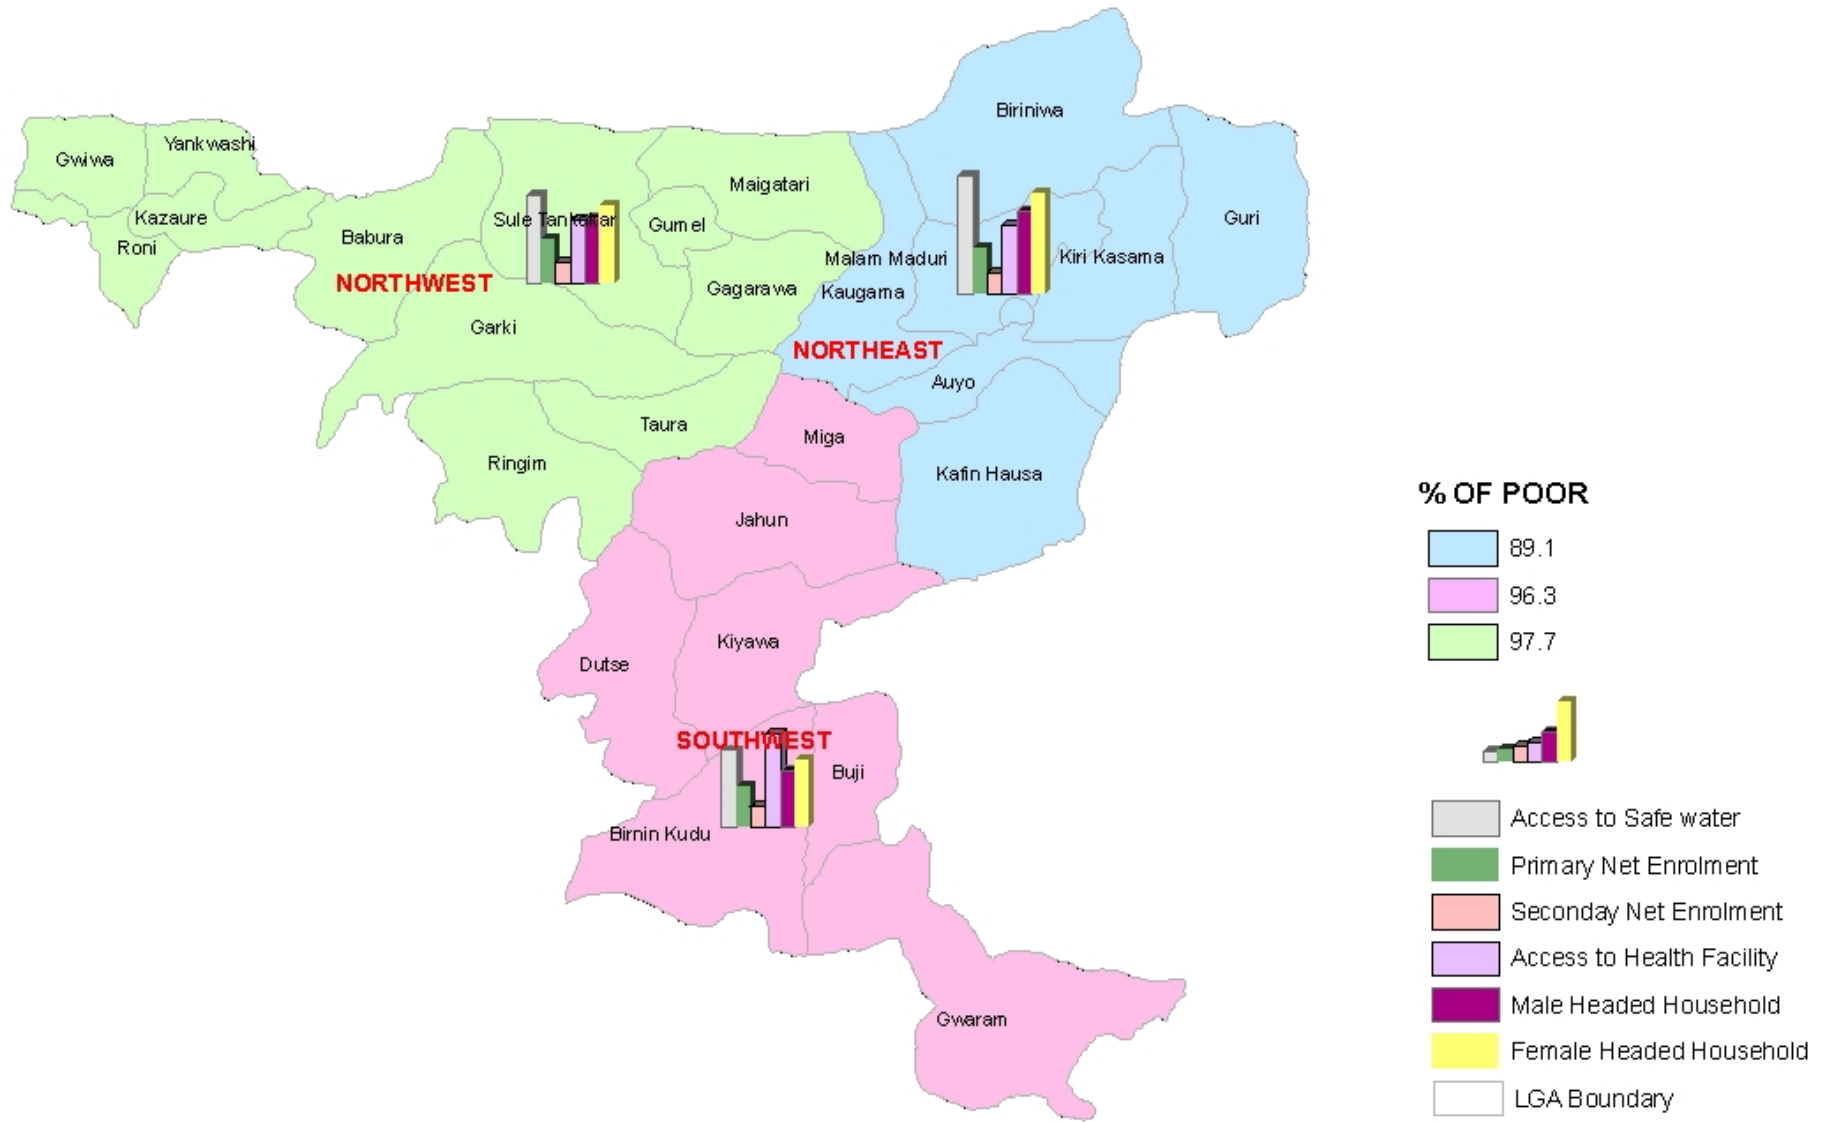 Biriniwa
Yankwashi
Gwiwa
Maigatari
Kazaure
Sule Tankakar
Gumel
Guri
Roni
Babura
Malam Maduri
Kiri Kasama
NORTHWEST
Gagarawa
Kaugama
Garki
NORTHEAST
Auyo
Taura
Miga
Ringim
Kafin Hausa
Jahun
Kiyawa
Dutse
SOUTHWEST
Buji
Birnin Kudu
Gwaram
% OF POOR
89.1
96.3
97.7
Access to Safe water
Primary Net Enrolment
Seconday Net Enrolment
Access to Health Facility
Male Headed Household
Female Headed Household
LGA Boundary